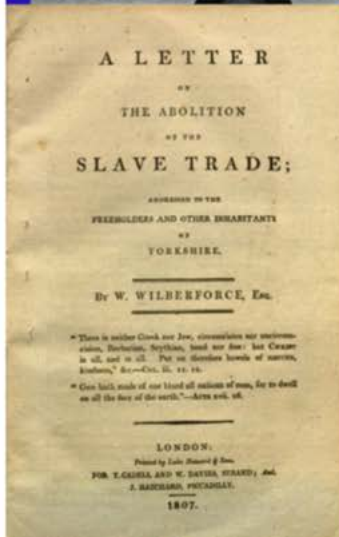 A LETTER
ON
THE ABOLITION
OF THE
SLAVE TRADE;
ADDRESSED TO THE
FREEHOLDERS AND OTHER INHABITANTS
OF
YORKSHIRE.
BY W. WILBERFORCE, ESQ.
"There is neither Greek nor Jew, circumcision nor uncircum-
cision, Barbarian, Scythian, bond nor free: but CHRIST
is all, and in all. Put on therefore bowels of mercies,
kindness," &c.—COL. iii. 11. 12.
"God hath made of one blood all nations of men, for to dwell
on all the face of the earth."—ACTS xvii. 26.
LONDON:
Printed by Luke Hansard & Sons,
FOR T. CADELL AND W. DAVIES, STRAND; And
J. HATCHARD, PICCADILLY.
1807.